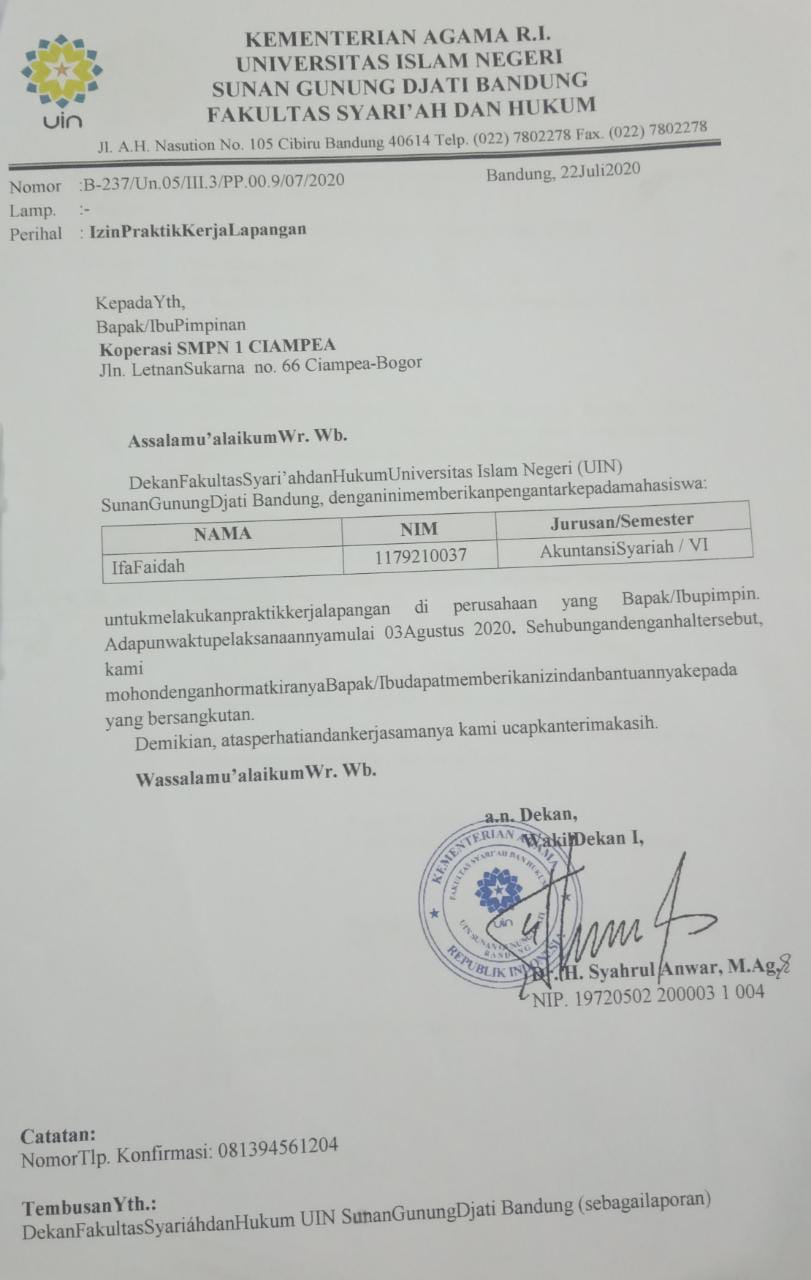 KEMENTERIAN AGAMA R.I.
UNIVERSITAS ISLAM NEGERI
SUNAN GUNUNG DJATI BANDUNG
FAKULTAS SYARI'AH DAN HUKUM
uin
Jl. A.H. Nasution No. 105 Cibiru Bandung 40614 Telp. (022) 7802278 Fax. (022) 7802278
Nomor :B-237/Un.05/III.3/PP.00.9/07/2020 Bandung, 22Juli2020
Lamp. :-
Perihal : IzinPraktikKerjaLapangan
KepadaYth,
Bapak/IbuPimpinan
Koperasi SMPN 1 CIAMPEA
Jln. LetnanSukarna no. 66 Ciampea-Bogor
Assalamu'alaikumWr. Wb.
DekanFakultasSyari'ahdanHukumUniversitas Islam Negeri (UIN)
SunanGunungDjati Bandung, denganinimemberikanpengantarkepadamahasiswa:
NAMA NIM Jurusan/Semester
IfaFaidah 1179210037 AkuntansiSyariah / VI
untukmelakukanpraktikkerjalapangan di perusahaan yang Bapak/Ibupimpin.
Adapunwaktupelaksanaannyamulai 03Agustus 2020. Sehubungandenganhaltersebut,
kami
mohondenganhormatkiranyaBapak/Ibudapatmemberikanizindanbantuannyakepada
yang bersangkutan.
Demikian, atasperhatiandankerjasamanya kami ucapkanterimakasih.
Wassalamu'alaikumWr. Wb.
a.n. Dekan,
WakilDekan I,
KEMENTERIAN AGAMA
FAKULTAS SYARI'AH DAN HUKUM
uin
UIN SUNAN GUNUNG DJATI
BANDUNG
REPUBLIK INDONESIA
Dr. H. Syahrul Anwar, M.Ag.
NIP. 19720502 200003 1 004
Catatan:
NomorTlp. Konfirmasi: 081394561204
TembusanYth.:
DekanFakultasSyariáhdanHukum UIN SunanGunungDjati Bandung (sebagailaporan)